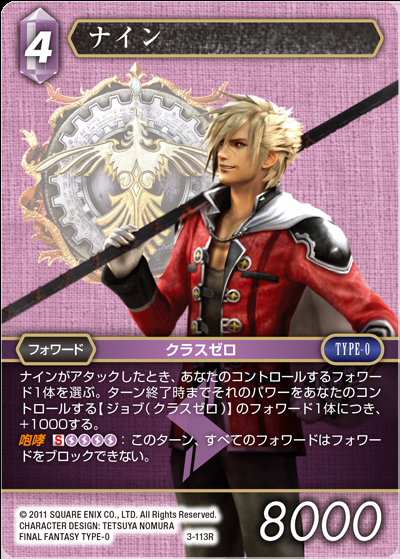 4
ナイン
フォワード
クラスゼロ
TYPE-0
ナインがアタックしたとき、あなたのコントロールするフォワー
ド1体を選ぶ。ターン終了時までそれのパワーをあなたのコン
トロールする【ジョブ（クラスゼロ）】のフォワード1体につき、
+1000する。
咆哮 S : このターン、すべてのフォワードはフォワー
ドをブロックできない。
© 2011 SQUARE ENIX CO., LTD. All Rights Reserved.
CHARACTER DESIGN: TETSUYA NOMURA
FINAL FANTASY TYPE-0
3-113R
8000